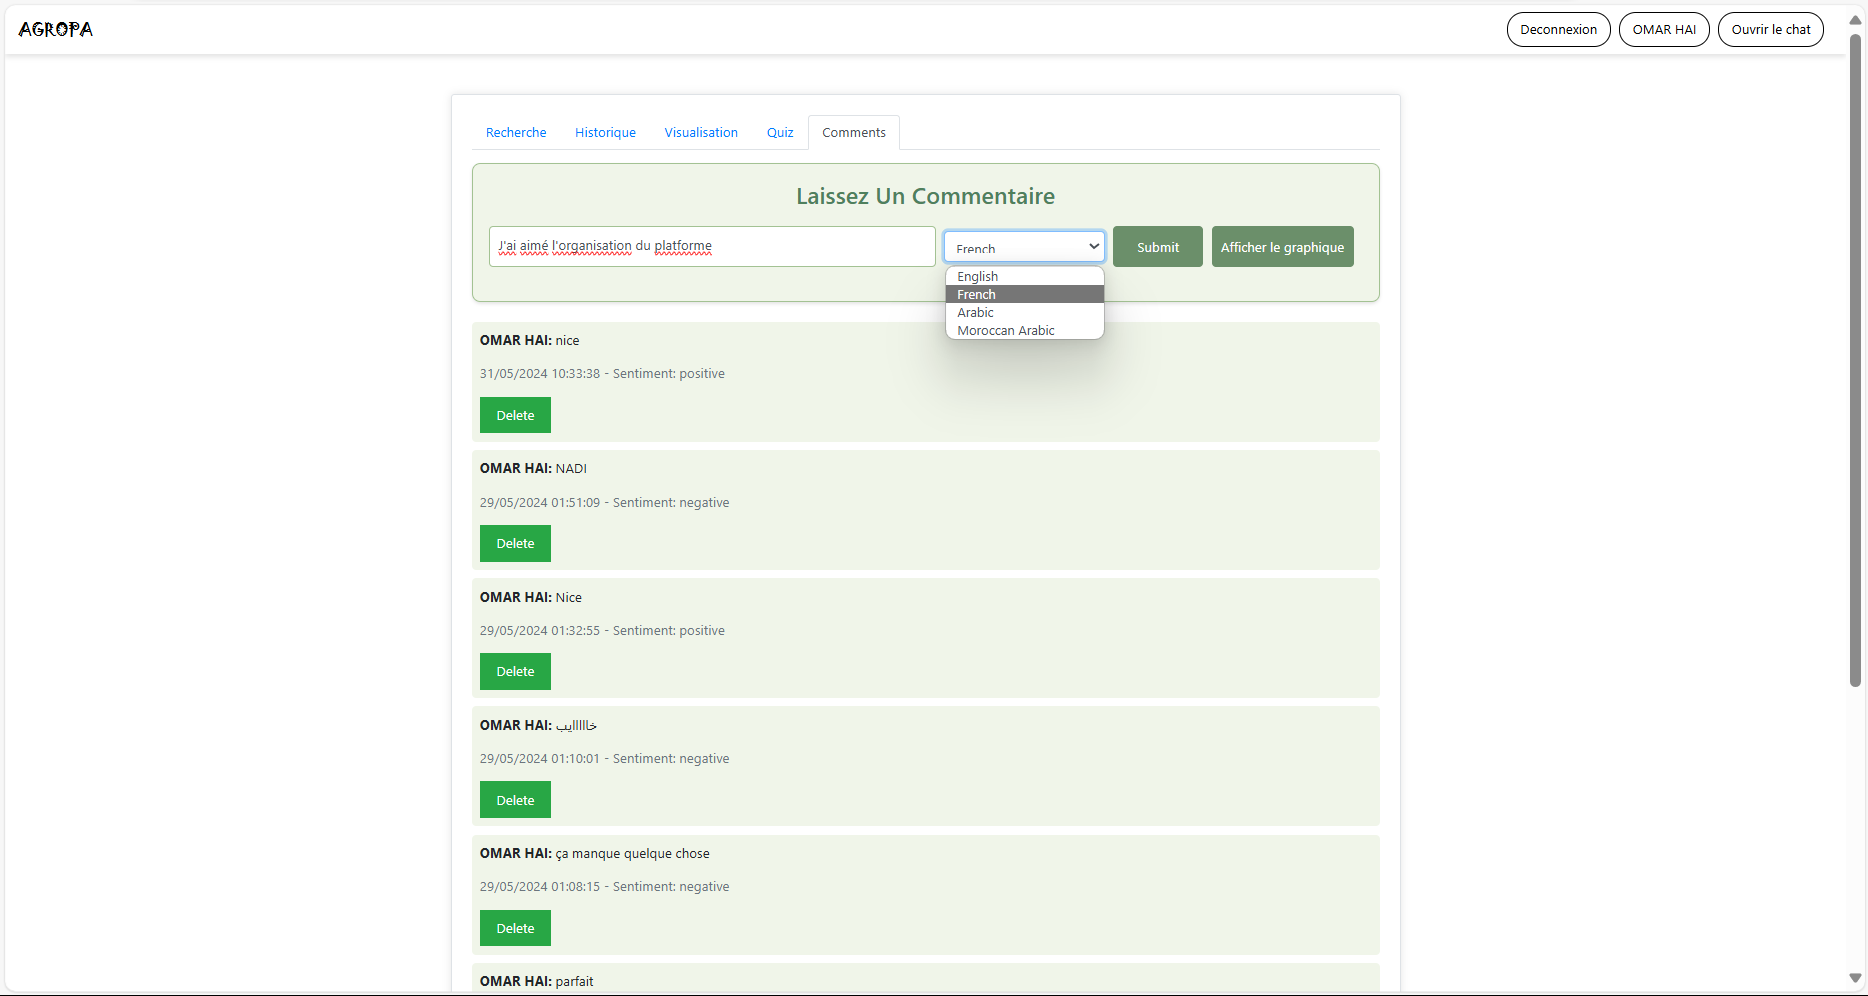 AGROPA
Deconnexion OMAR HAI Ouvrir le chat
Recherche Historique Visualisation Quiz Comments
Laissez Un Commentaire
J'ai aimé l'organisation du platforme French Submit Afficher le graphique
English
French
Arabic
Moroccan Arabic
OMAR HAI: nice
31/05/2024 10:33:38 - Sentiment: positive
Delete
OMAR HAI: NADI
29/05/2024 01:51:09 - Sentiment: negative
Delete
OMAR HAI: Nice
29/05/2024 01:32:55 - Sentiment: positive
Delete
OMAR HAI: خااااايب
29/05/2024 01:10:01 - Sentiment: negative
Delete
OMAR HAI: ça manque quelque chose
29/05/2024 01:08:15 - Sentiment: negative
Delete
OMAR HAI: parfait